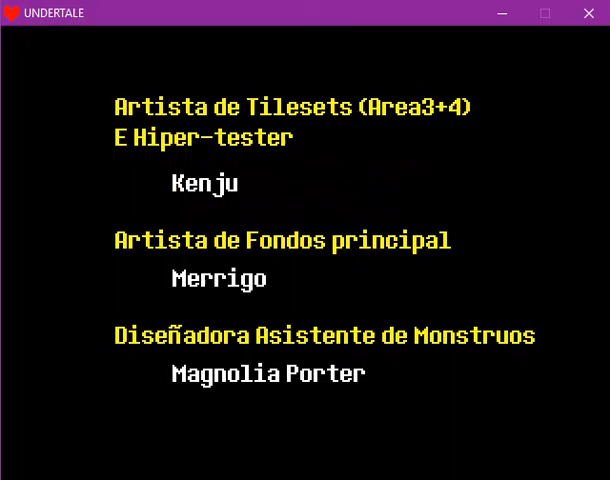 UNDERTALE
Artista de Tilesets (Area3+4)
E Hiper-tester
Kenju
Artista de Fondos principal
Merrigo
Diseñadora Asistente de Monstruos
Magnolia Porter